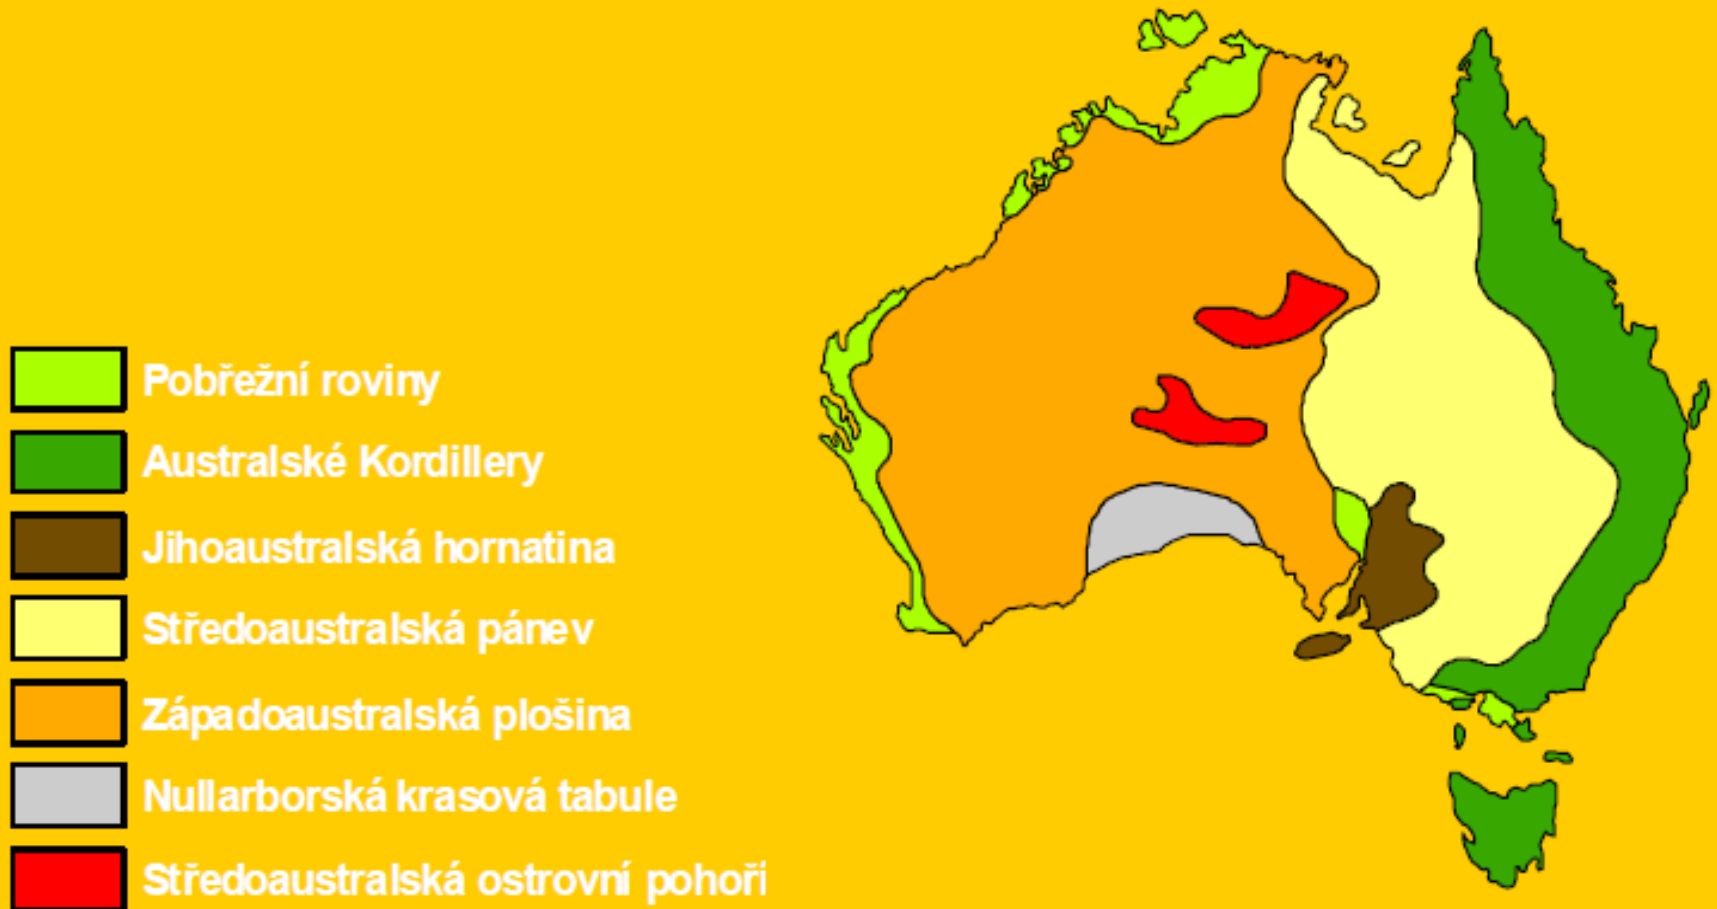 Pobřežní roviny
Australské Kordillery
Jihoaustralská hornatina
Středoaustralská pánev
Západoaustralská plošina
Nullarborská krasová tabule
Středoaustralská ostrovní pohoří